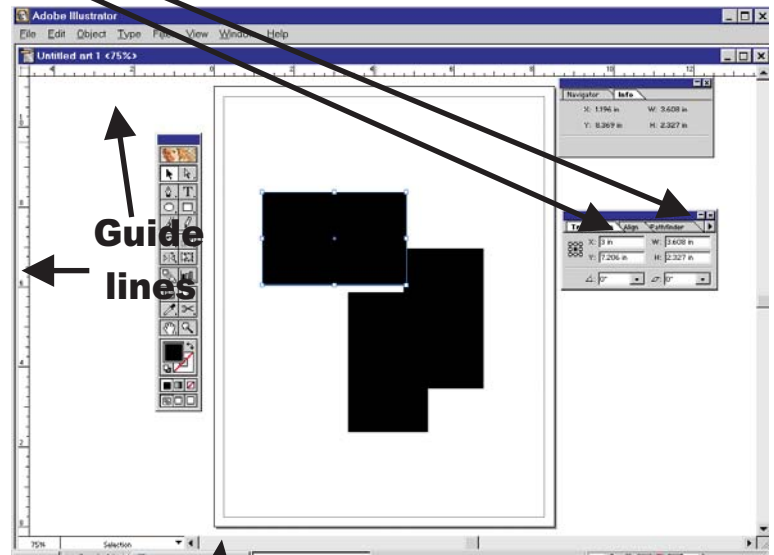 Adobe Illustrator
File Edit Object Type Filter View Window Help
Untitled art 1 <75%>
Navigator Info
X: 1.196 in W: 3.608 in
Y: 8.369 in H: 2.327 in
Align Pathfinder
X: 3 in W: 3.608 in
Y: 7.206 in H: 2.327 in
0° 0°
Guide
lines
75% Selection